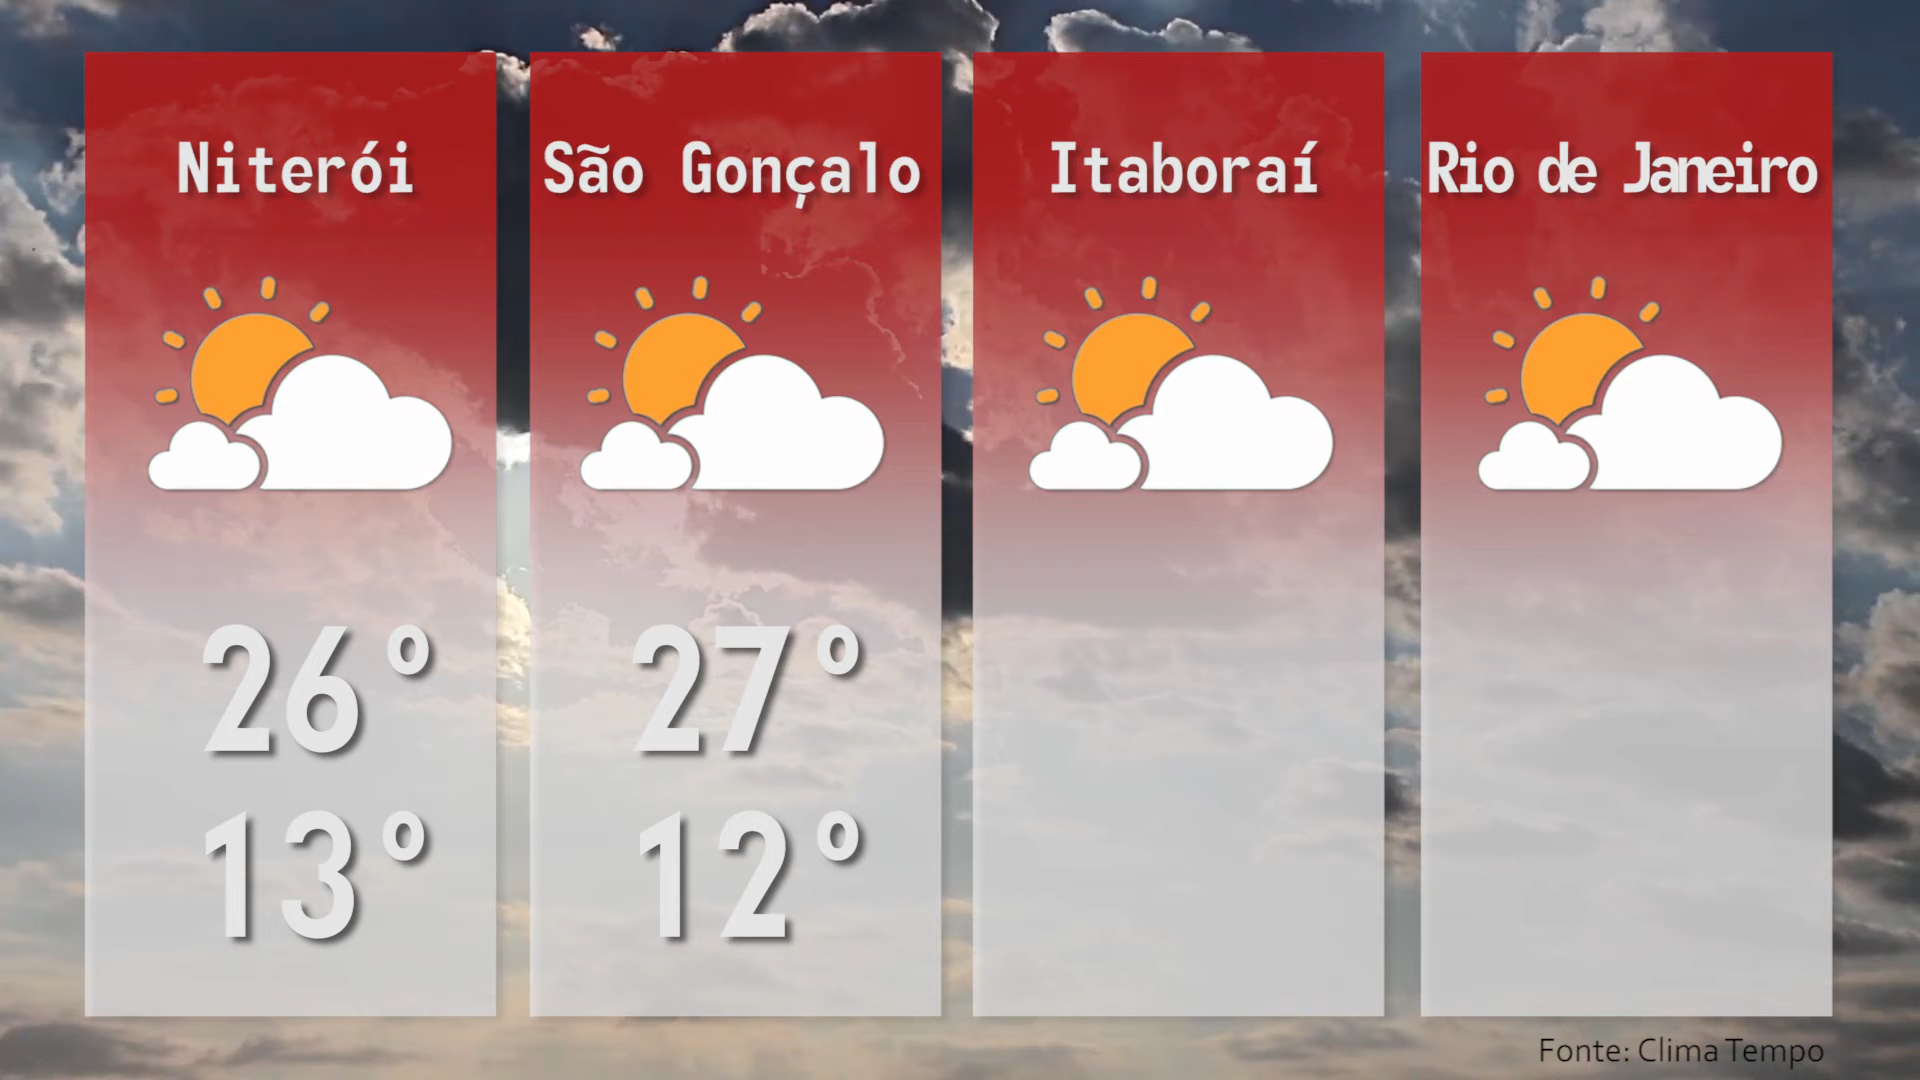 Niterói
26°
13°
São Gonçalo
27°
12°
Itaboraí
Rio de Janeiro
Fonte: Clima Tempo